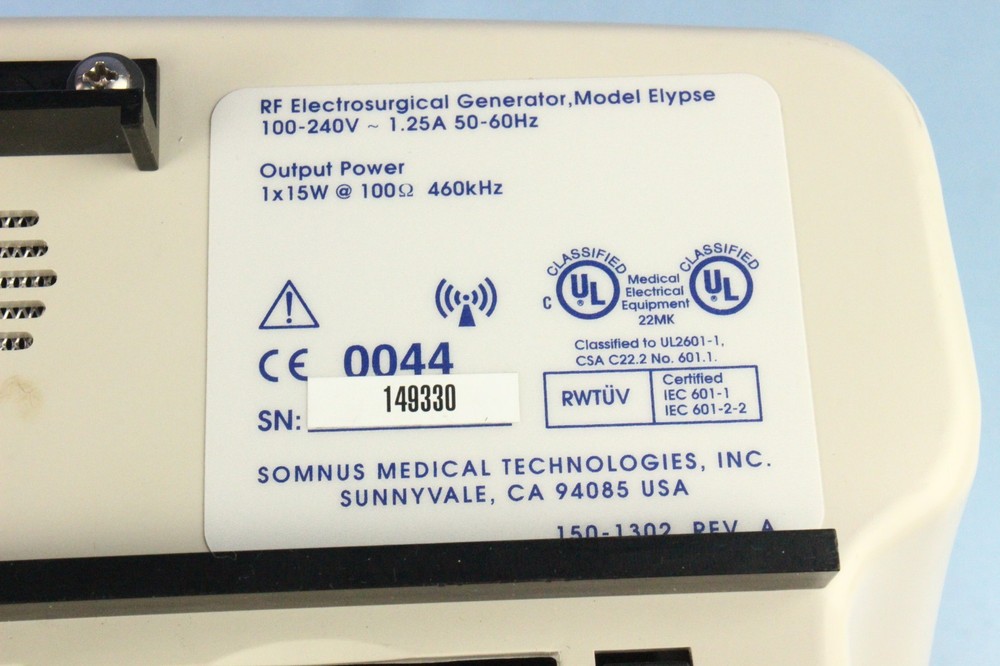 RF Electrosurgical Generator,Model Elypse
100-240V ~ 1.25A 50-60Hz
Output Power
1x15W @ 100Ω 460kHz
CLASSIFIED
C UL ®
Medical
Electrical
Equipment
22MK
CLASSIFIED
UL ®
Classified to UL2601-1,
CSA C22.2 No. 601.1.
CE 0044
SN: 149330
RWTÜV
Certified
IEC 601-1
IEC 601-2-2
SOMNUS MEDICAL TECHNOLOGIES, INC.
SUNNYVALE, CA 94085 USA
150-1302 REV A